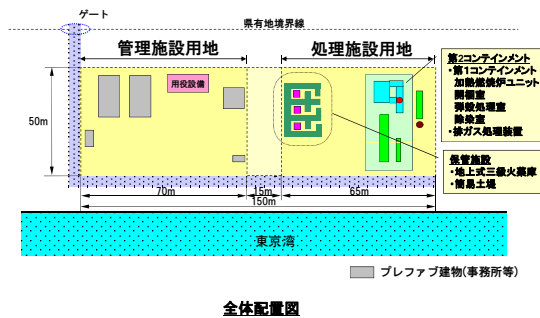 ゲート
県有地境界線
管理施設用地
処理施設用地
用役設備
第2コンテインメント
・第1コンテインメント
加熱燃焼炉ユニット
開梱室
弾殻処理室
除染室
・排ガス処理装置
50m
保管施設
・地上式三級火薬庫
・簡易土堤
70m
15m
65m
150m
東京湾
プレファブ建物(事務所等)
全体配置図